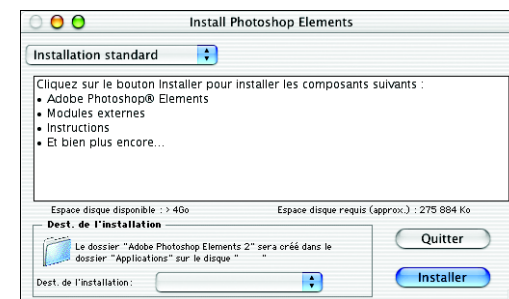 Install Photoshop Elements
Installation standard
Cliquez sur le bouton Installer pour installer les composants suivants :
• Adobe Photoshop® Elements
• Modules externes
• Instructions
• Et bien plus encore...
Espace disque disponible : > 4Go Espace disque requis (approx.) : 275 884 Ko
Dest. de l'installation
Le dossier "Adobe Photoshop Elements 2" sera créé dans le
dossier "Applications" sur le disque " "
Quitter
Dest. de l'installation:
Installer